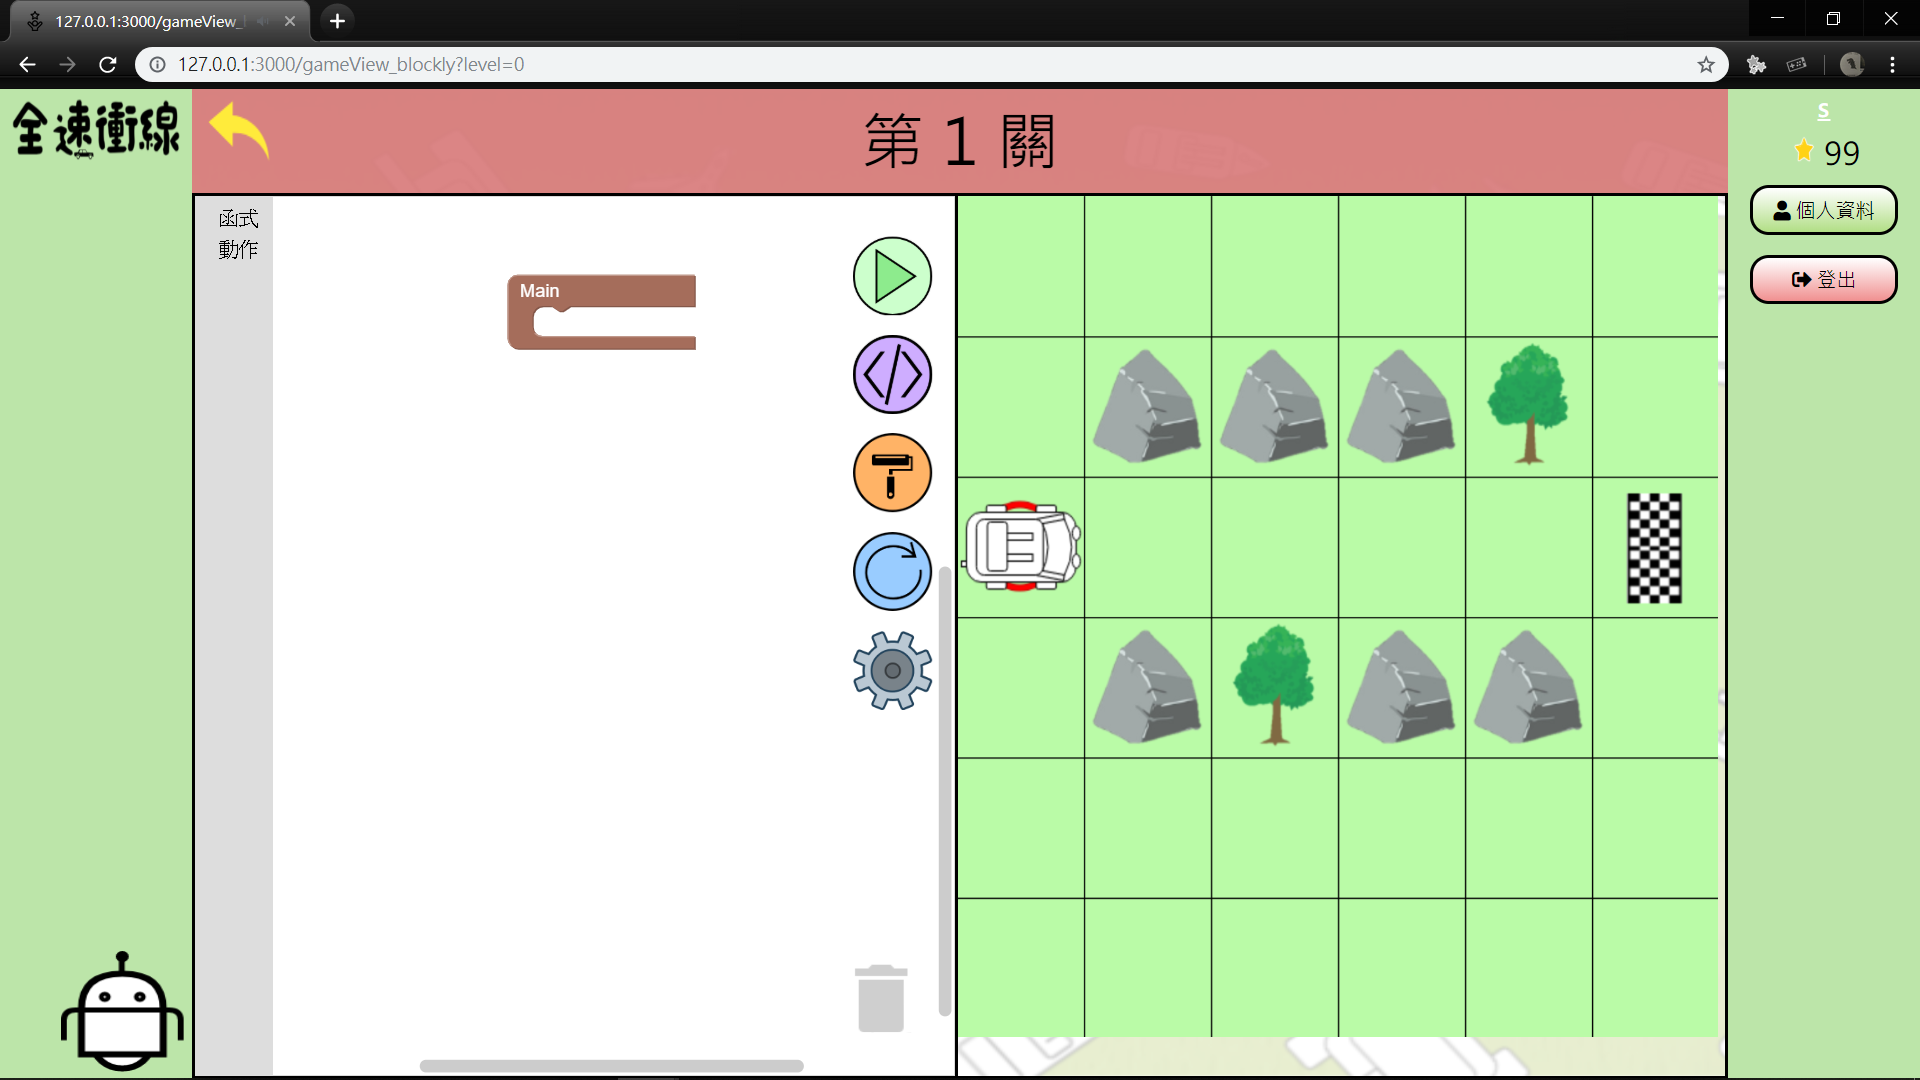 127.0.0.1:3000/gameView_
127.0.0.1:3000/gameView_blockly?level=0
全速衝線
第 1 關
S
99
個人資料
登出
函式
動作
Main